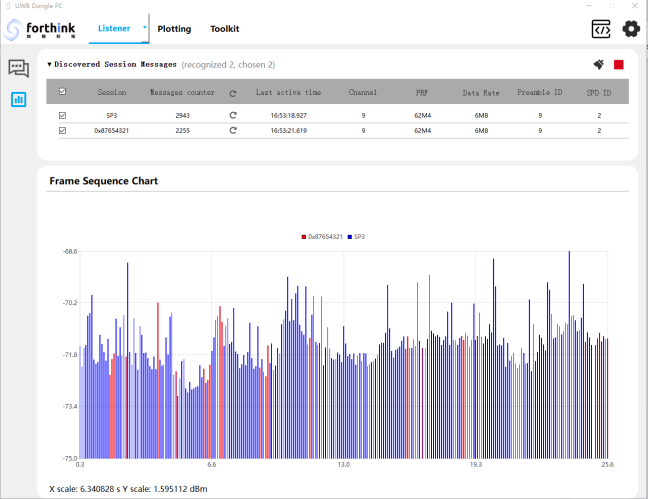 UWB Dongle PC
forthink
Listener Plotting Toolkit
▼Discovered Session Messages (recognized 2, chosen 2)
Session Messages counter Last active time Channel PRF Data Rate Preamble ID SFD ID
SP3 2943 16:53:18.927 9 62M4 6M8 9 2
0x87654321 2255 16:53:21.619 9 62M4 6M8 9 2
Frame Sequence Chart
0x87654321 SP3
-68.6
-70.2
-71.8
-73.4
-75.0
0.3 6.6 13.0 19.3 25.6
X scale: 6.340828 s Y scale: 1.595112 dBm